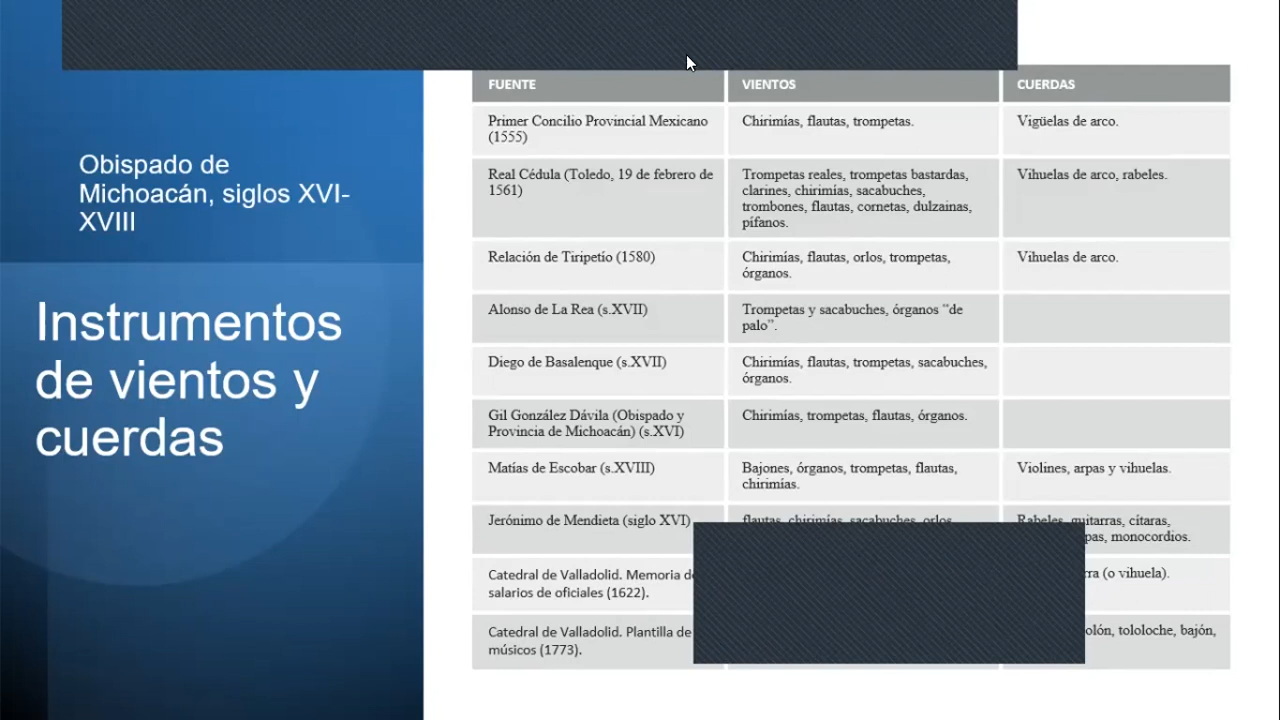 Obispado de
Michoacán, siglos XVI-
XVIII
Instrumentos
de vientos y
cuerdas
FUENTE VIENTOS CUERDAS
Primer Concilio Provincial Mexicano
(1555)
Chirimías, flautas, trompetas.
Vigüelas de arco.
Real Cédula (Toledo, 19 de febrero de
1561)
Trompetas reales, trompetas bastardas,
clarines, chirimías, sacabuches,
trombones, flautas, cornetas, dulzainas,
pífanos.
Vihuelas de arco, rabeles.
Relación de Tiripetío (1580)
Chirimías, flautas, orlos, trompetas,
órganos.
Vihuelas de arco.
Alonso de La Rea (s.XVII)
Trompetas y sacabuches, órganos “de
palo”.
Diego de Basalenque (s.XVII)
Chirimías, flautas, trompetas, sacabuches,
órganos.
Gil González Dávila (Obispado y
Provincia de Michoacán) (s.XVI)
Chirimías, trompetas, flautas, órganos.
Matías de Escobar (s.XVIII)
Bajones, órganos, trompetas, flautas,
chirimías.
Violines, arpas y vihuelas.
Jerónimo de Mendieta (siglo XVI)
flautas, chirimías, sacabuches, orlos
Rabeles, guitarras, cítaras,
monocordios.
Catedral de Valladolid. Memoria de
salarios de oficiales (1622).
(o vihuela).
Catedral de Valladolid. Plantilla de
músicos (1773).
tololoche, bajón,